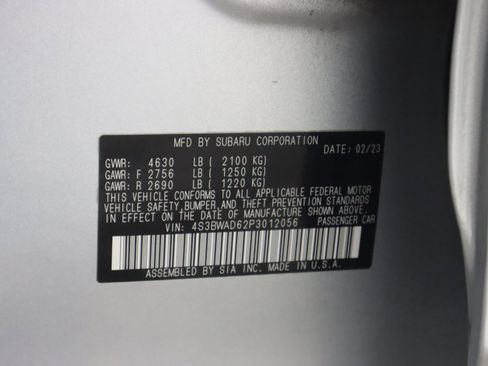 MFD BY SUBARU CORPORATION
DATE: 02/23
GVWR: 4630 LB ( 2100 KG)
GAWR: F 2756 LB ( 1250 KG)
GAWR: R 2690 LB ( 1220 KG)
THIS VEHICLE CONFORMS TO ALL APPLICABLE FEDERAL MOTOR
VEHICLE SAFETY,BUMPER,AND THEFT PREVENTION STANDARDS
IN EFFECT ON THE DATE OF MANUFACTURE SHOWN ABOVE.
VIN: 4S3BWAD62P3012056 PASSENGER CAR
ASSEMBLED BY SIA INC. MADE IN U.S.A.